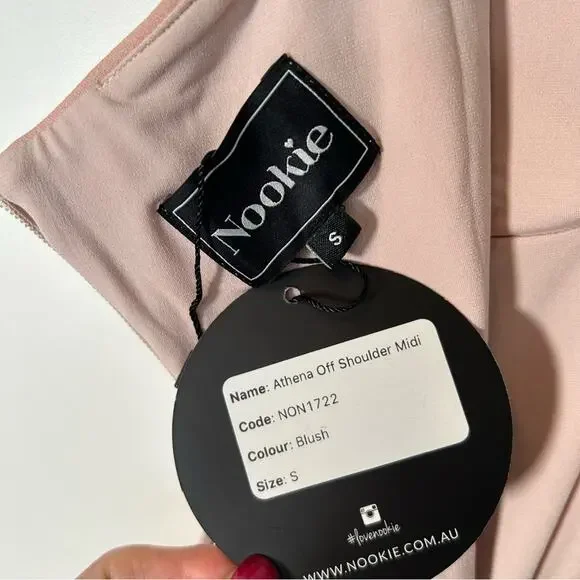 Nookie
S
Name: Athena Off Shoulder Midi
Code: NON1722
Colour: Blush
Size: S
#lovenookie
WWW.NOOKIE.COM.AU